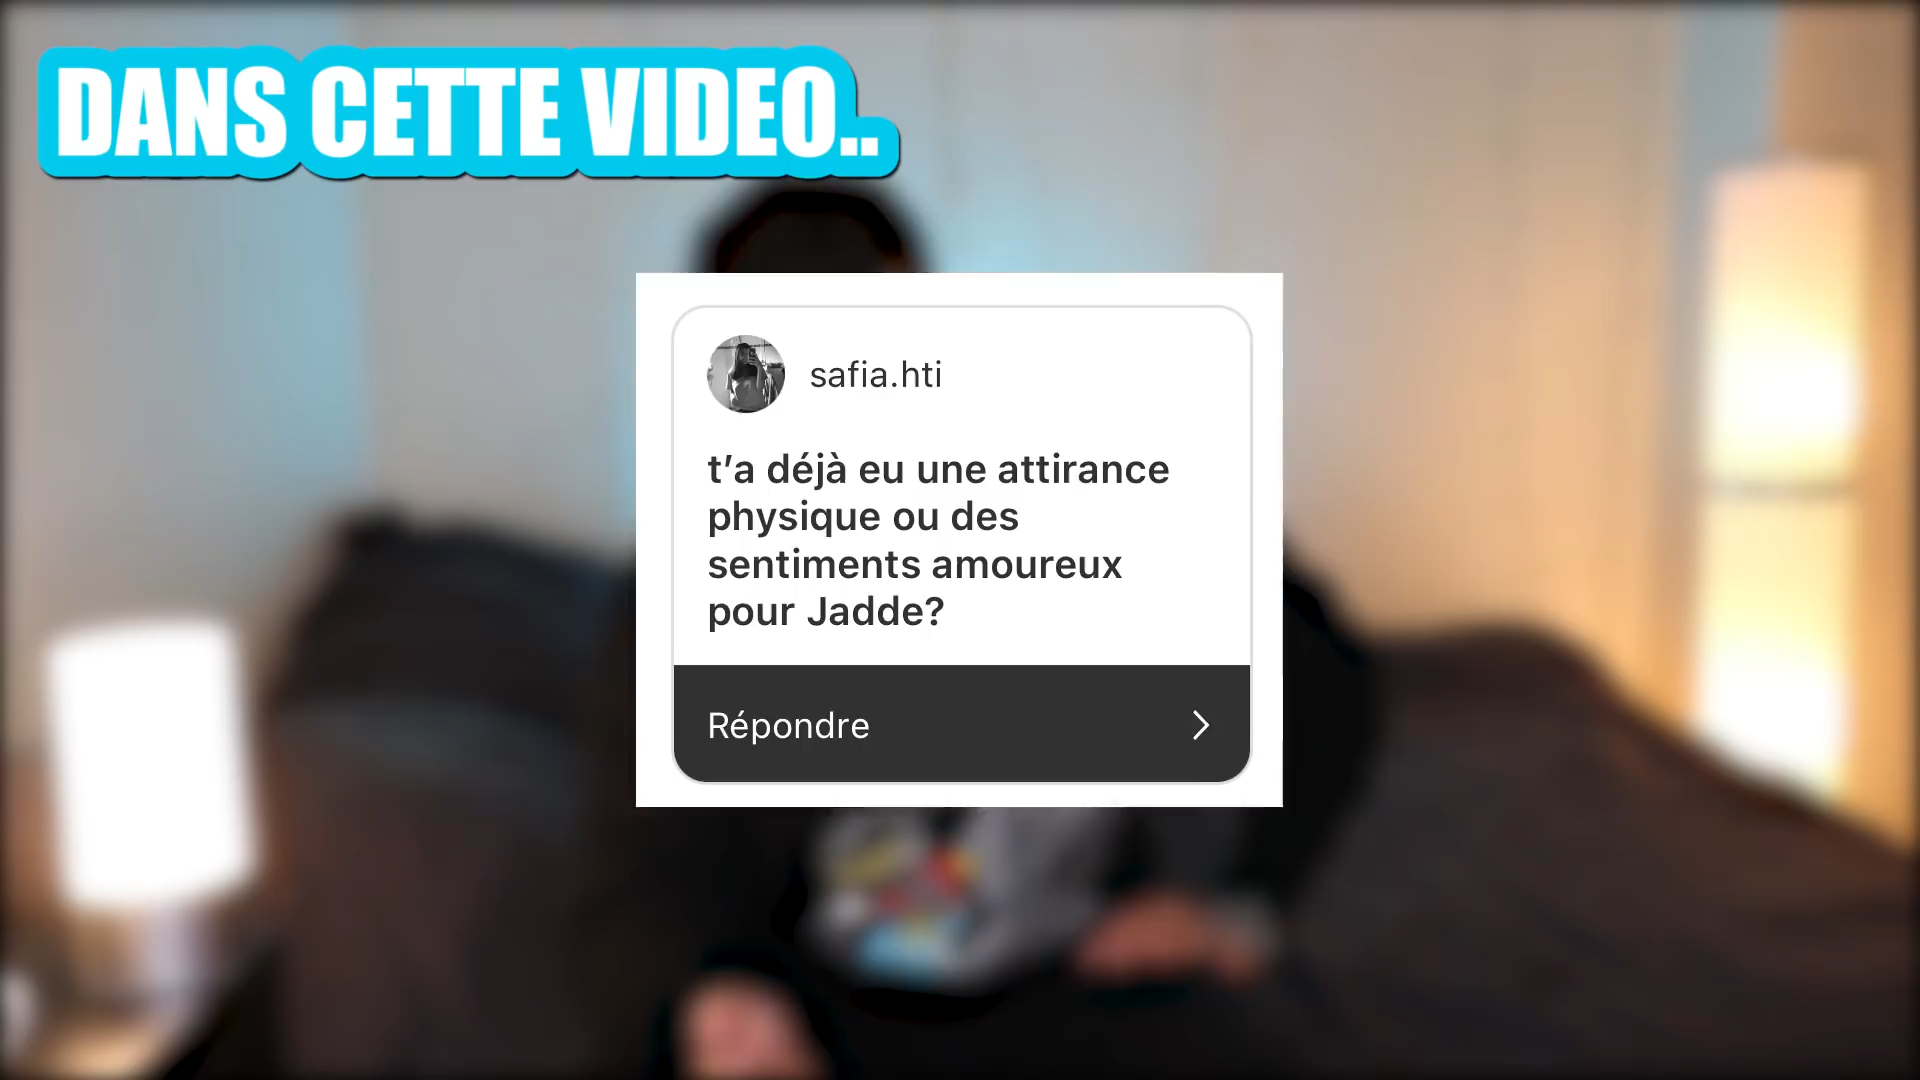 DANS CETTE VIDEO..
safia.hti
t’a déjà eu une attirance
physique ou des
sentiments amoureux
pour Jadde?
Répondre